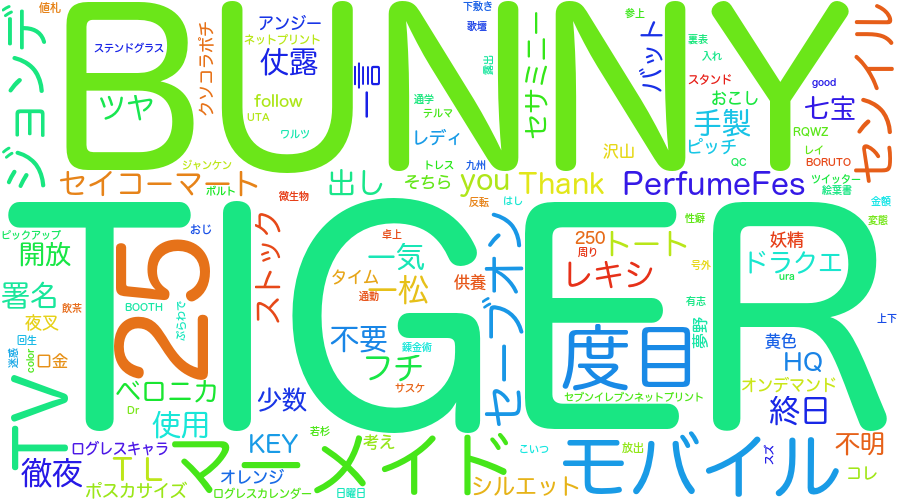 値札
ジョンデ
BUNNY
ステンドグラス
ツヤ
クソコラポチ
アンジー
ネットプリント
仗露
一言
follow
UTA
ワルツ
下敷き
歌壇
露出
通学
テルマ
レディ
セサミニー
参上
バット
裏表
入れ
スタンド
おこし
手製
ピッチ
QC
沢山
good
七宝
RQWZ
レイ
BORUTO
センイル
ジャンケン
トレス
九州
セイコーマート
ボルト
微生物
出し
そちら
you
Thank
PerfumeFes
ツイッター
絵葉書
反転
はし
金額
変態
TIGER
ピックアップ
開放
署名
夜叉
飲茶
回生
迷惑
color
口金
25
おじ
BOOTH
ぷらわで
ストック
卓上
一気
タイム
一松
通勤
供養
不要
錬金術
フチ
サスケ
セーブオン
250
周り
トート
レキシ
性癖
号外
有志
夢野
度目
セブンイレブンネットプリント
妖精
ドラクエ
ura
上下
黄色
HQ
オンデマンド
終日
TV
ベロニカ
Dr
使用
少数
ログレスキャラ
徹夜
TL
ポスカサイズ
KEY
オレンジ
ログレスカレンダー
若杉
考え
マーメイド
日曜日
シルエット
こいつ
モバイル
放出
スズ
不明
コレ